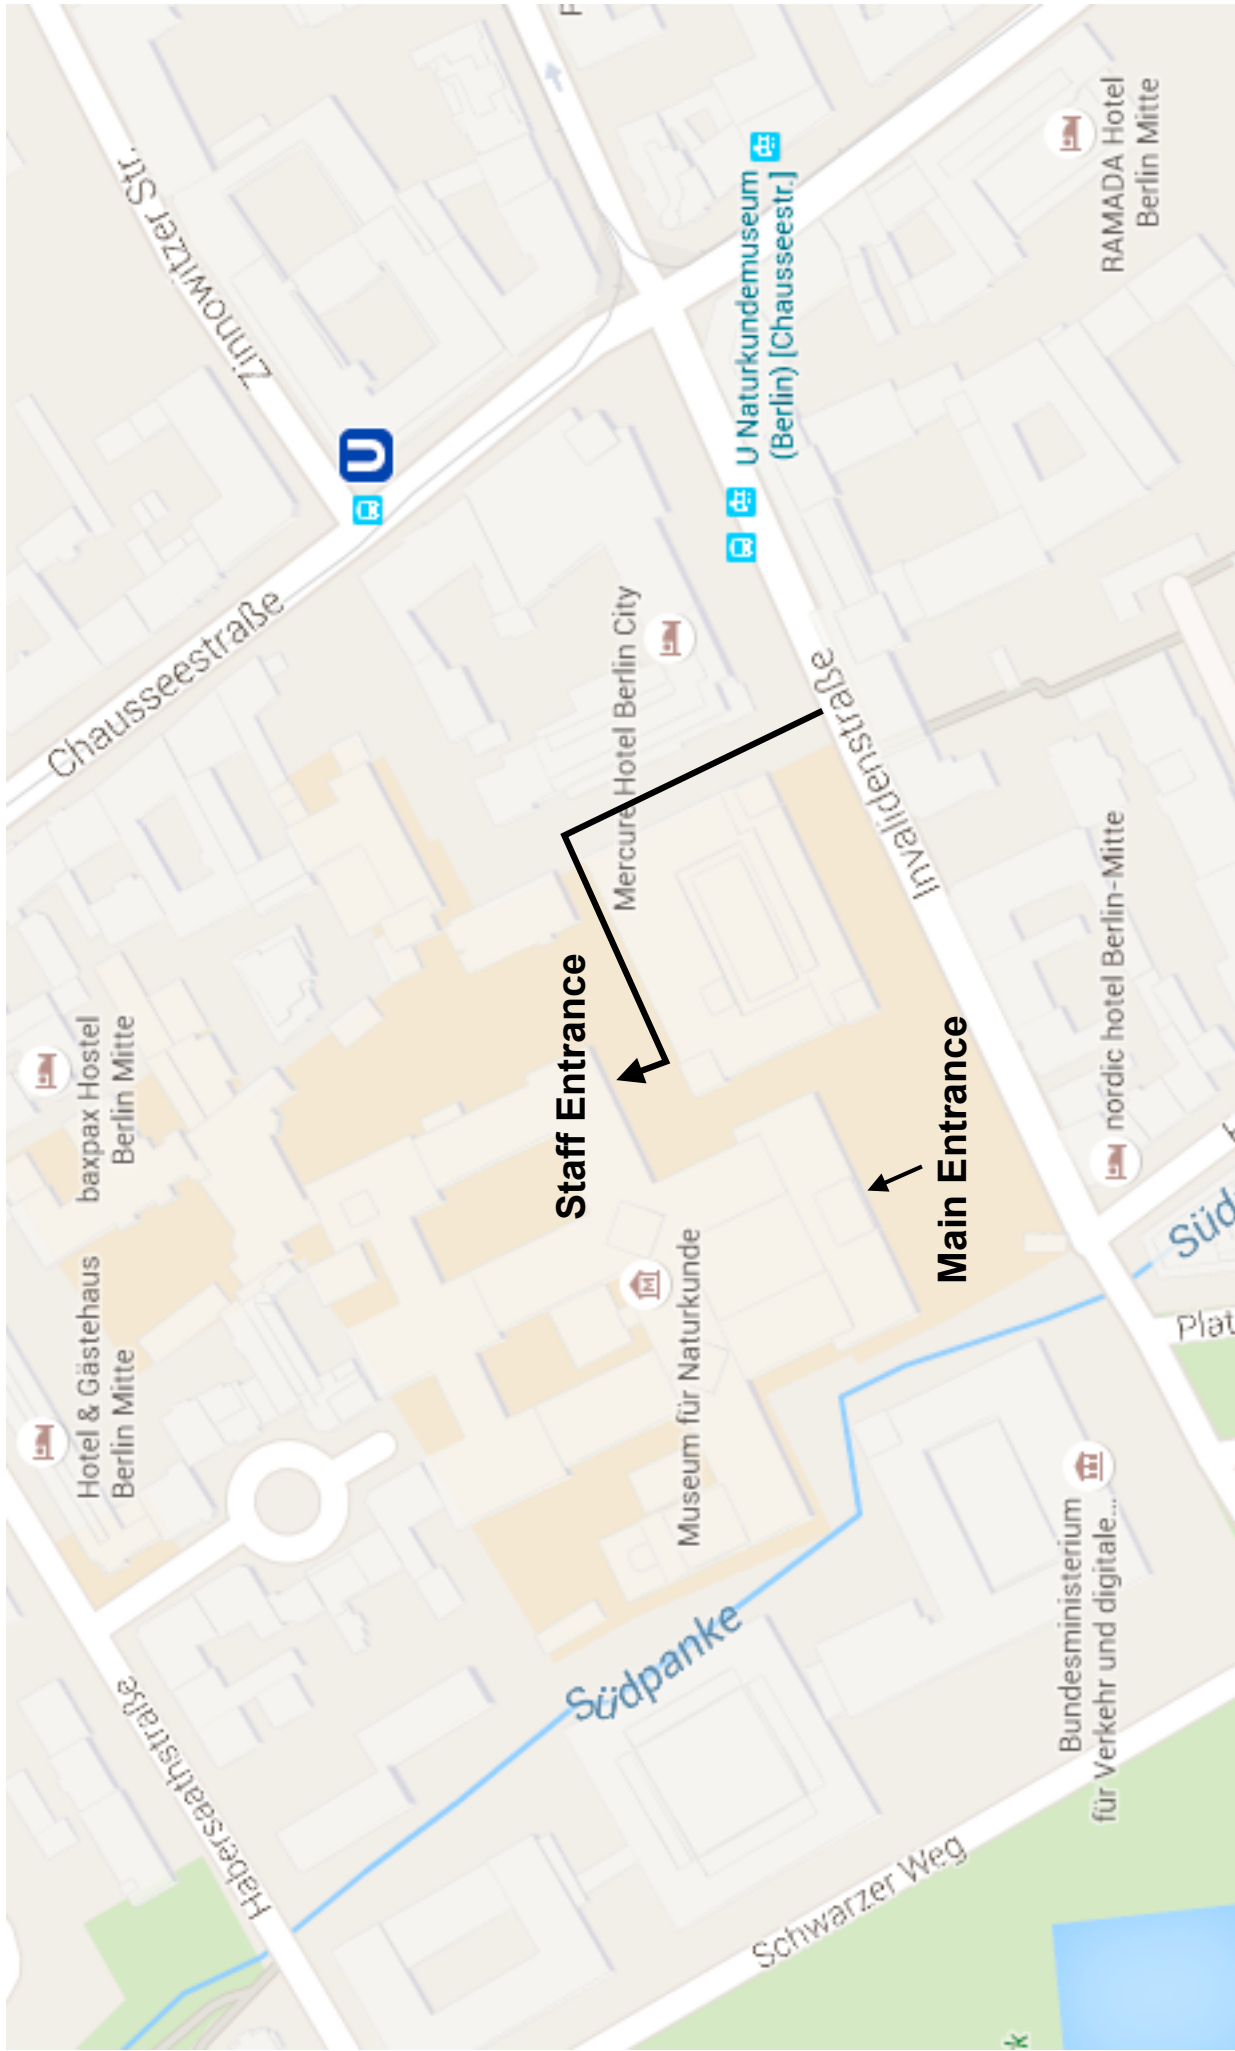 Hotel & Gästehaus
Berlin Mitte
baxpax Hostel
Berlin Mitte
Habersaathstraße
Chausseestraße
Zinnowitzer Str.
U
Südpanke
Staff Entrance
Museum für Naturkunde
Mercure Hotel Berlin City
U Naturkundemuseum
(Berlin) [Chausseestr.]
Schwarzer Weg
Main Entrance
Invalidenstraße
Bundesministerium
für Verkehr und digitale...
nordic hotel Berlin-Mitte
RAMADA Hotel
Berlin Mitte
Plat
Süd